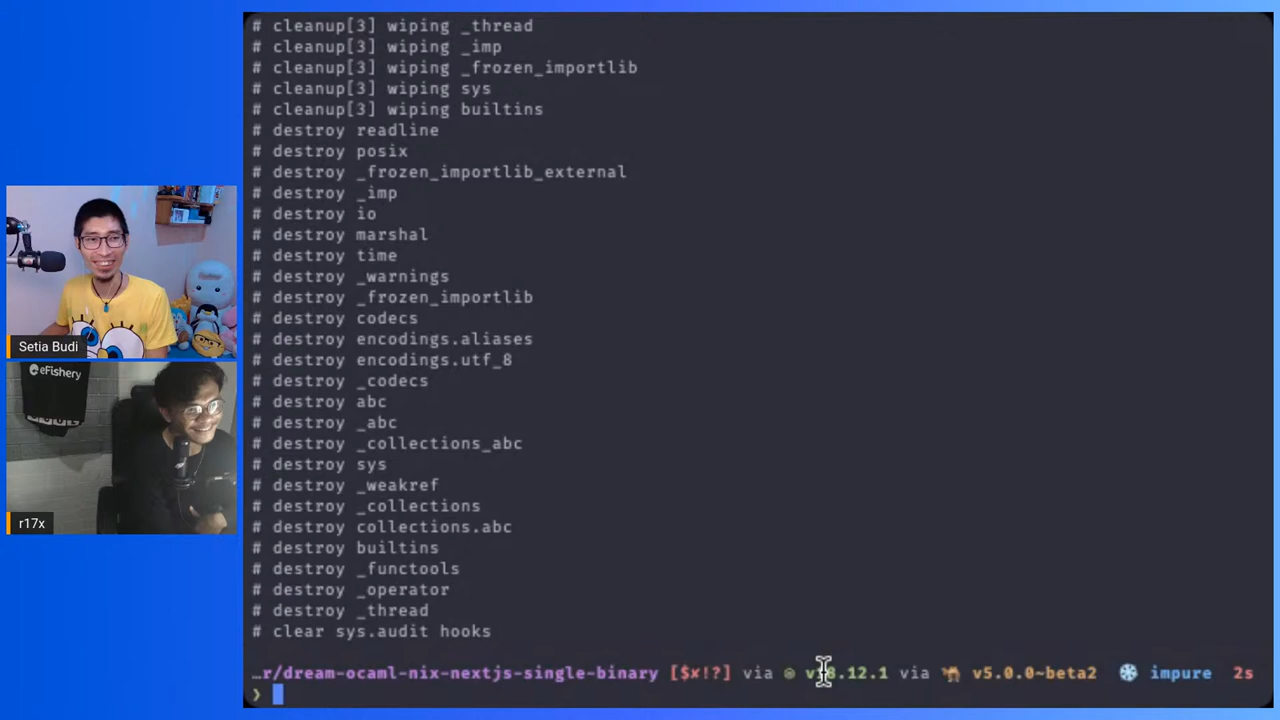 # cleanup[3] wiping _thread
# cleanup[3] wiping _imp
# cleanup[3] wiping _frozen_importlib
# cleanup[3] wiping sys
# cleanup[3] wiping builtins
# destroy readline
# destroy posix
# destroy _frozen_importlib_external
# destroy _imp
# destroy io
# destroy marshal
# destroy time
# destroy _warnings
# destroy _frozen_importlib
# destroy codecs
# destroy encodings.aliases
# destroy encodings.utf_8
# destroy _codecs
# destroy abc
# destroy _abc
# destroy _collections_abc
# destroy sys
# destroy _weakref
# destroy _collections
# destroy collections.abc
# destroy builtins
# destroy _functools
# destroy _operator
# destroy _thread
# clear sys.audit hooks
…r/dream-ocaml-nix-nextjs-single-binary [$✘!?] via v18.12.1 via v5.0.0~beta2 impure 2s
❯
Setia Budi
eFishery
r17x